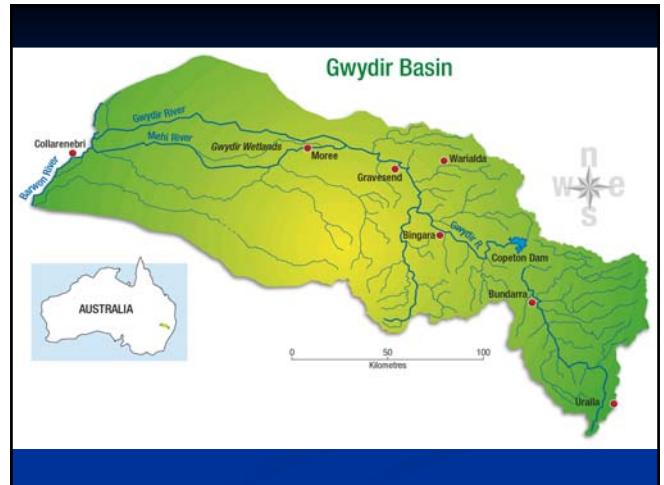 Gwydir Basin
Gwydir River
Collarenebri
Mehi River
Gwydir Wetlands
Moree
Warialda
Gravesend
Barwon River
n
w e
s
Bingara
Gwydir R.
Copeton Dam
AUSTRALIA
Bundarra
0 50 100
Kilometres
Uralla